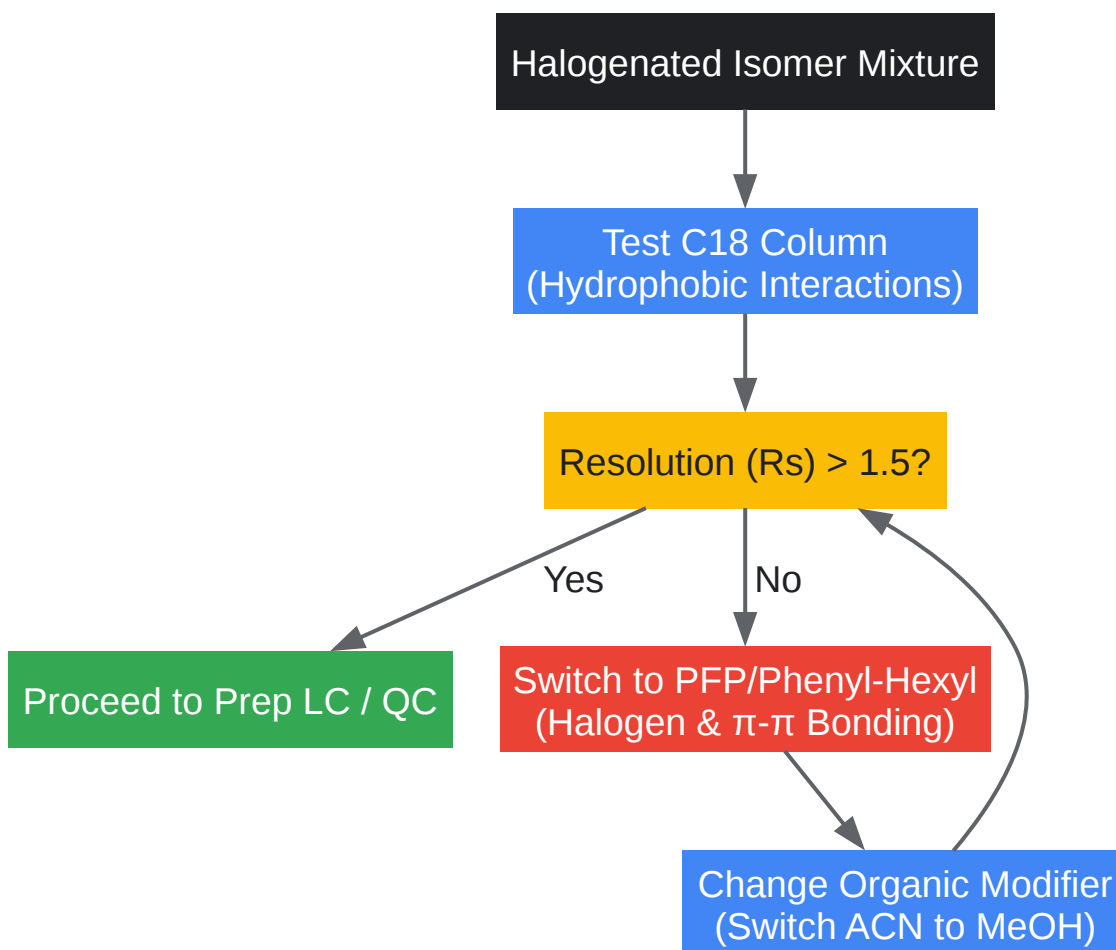 Halogenated Isomer Mixture
Test C18 Column
(Hydrophobic Interactions)
Resolution (Rs) > 1.5?
Yes
No
Proceed to Prep LC / QC
Switch to PFP/Phenyl-Hexyl
(Halogen & π-π Bonding)
Change Organic Modifier
(Switch ACN to MeOH)